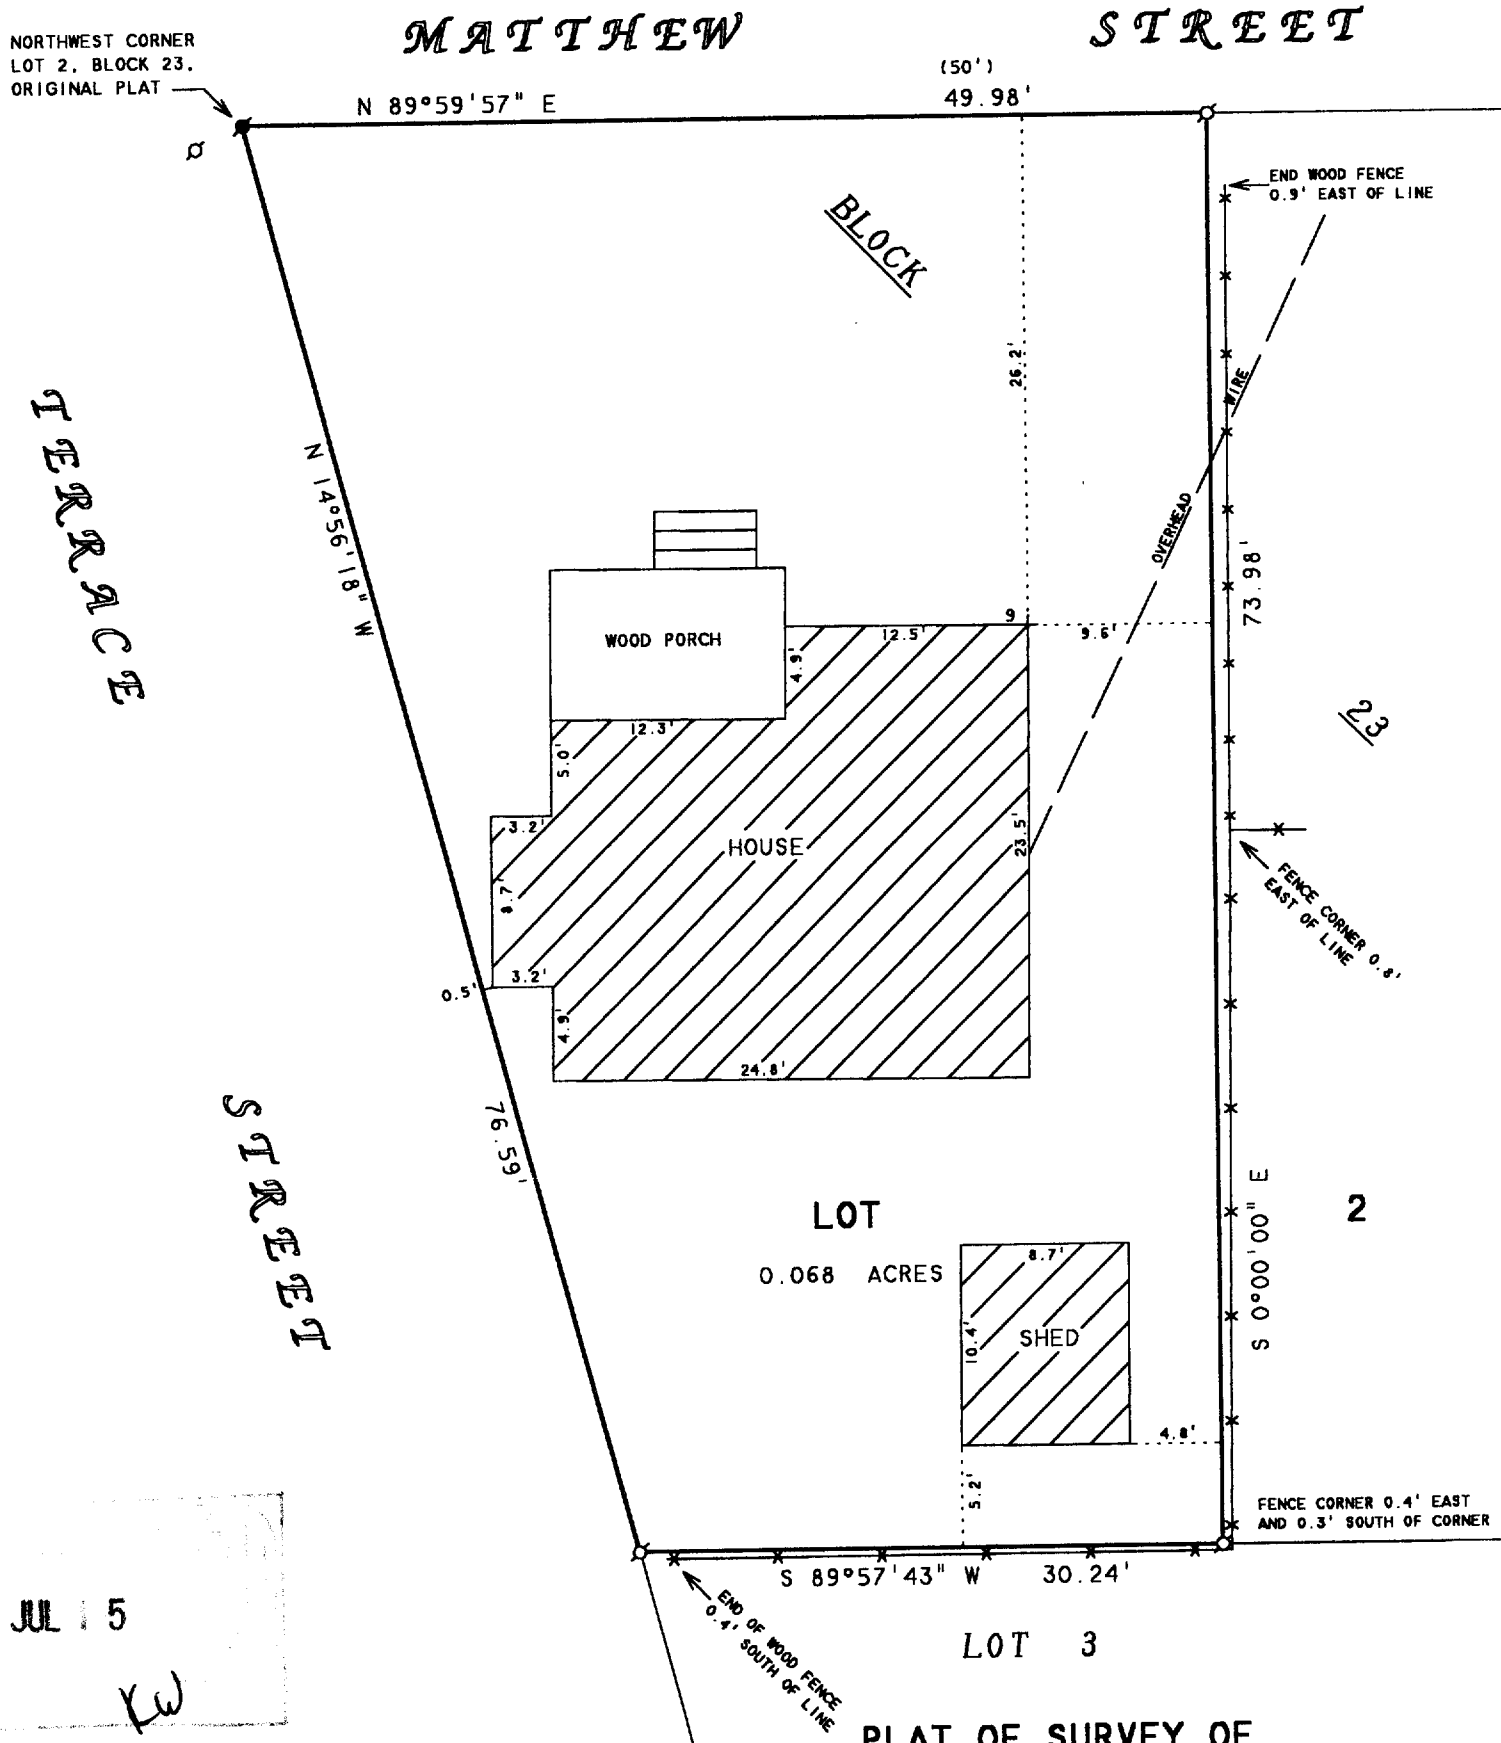 MATTHEW STREET
NORTHWEST CORNER
LOT 2, BLOCK 23,
ORIGINAL PLAT
N 89°59'57" E
(50')
49.98'
END WOOD FENCE
0.9' EAST OF LINE
BLOCK
26.2'
WIRE
OVERHEAD
TERRACE
N 14°56'18" W
73.98'
WOOD PORCH
9
12.5'
9.6'
4.9'
12.3'
5.0'
23
3.2'
HOUSE
23.5'
8.7'
FENCE CORNER 0.8'
EAST OF LINE
3.2'
0.5'
4.9'
24.8'
STREET
76.59'
LOT
2
S 0°00'00" E
0.068 ACRES
8.7'
10.4'
SHED
4.8'
5.2'
FENCE CORNER 0.4' EAST
AND 0.3' SOUTH OF CORNER
S 89°57'43" W 30.24'
END OF WOOD FENCE
0.4' SOUTH OF LINE
JUL 15
KW
LOT 3
PLAT OF SURVEY OF